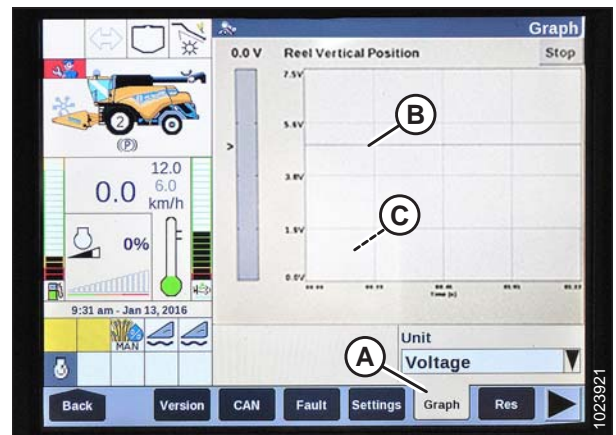 Graph
0.0 V Reel Vertical Position Stop
7.5V
5.6V
B
V
2
(P)
3.8V
12.0
0.0 6.0
km/h
C
1.9V
0%
0.0V
Time [s]
9:31 am - Jan 13, 2016
MAN
Unit
A
Voltage
Back Version CAN Fault Settings Graph Res
1023921